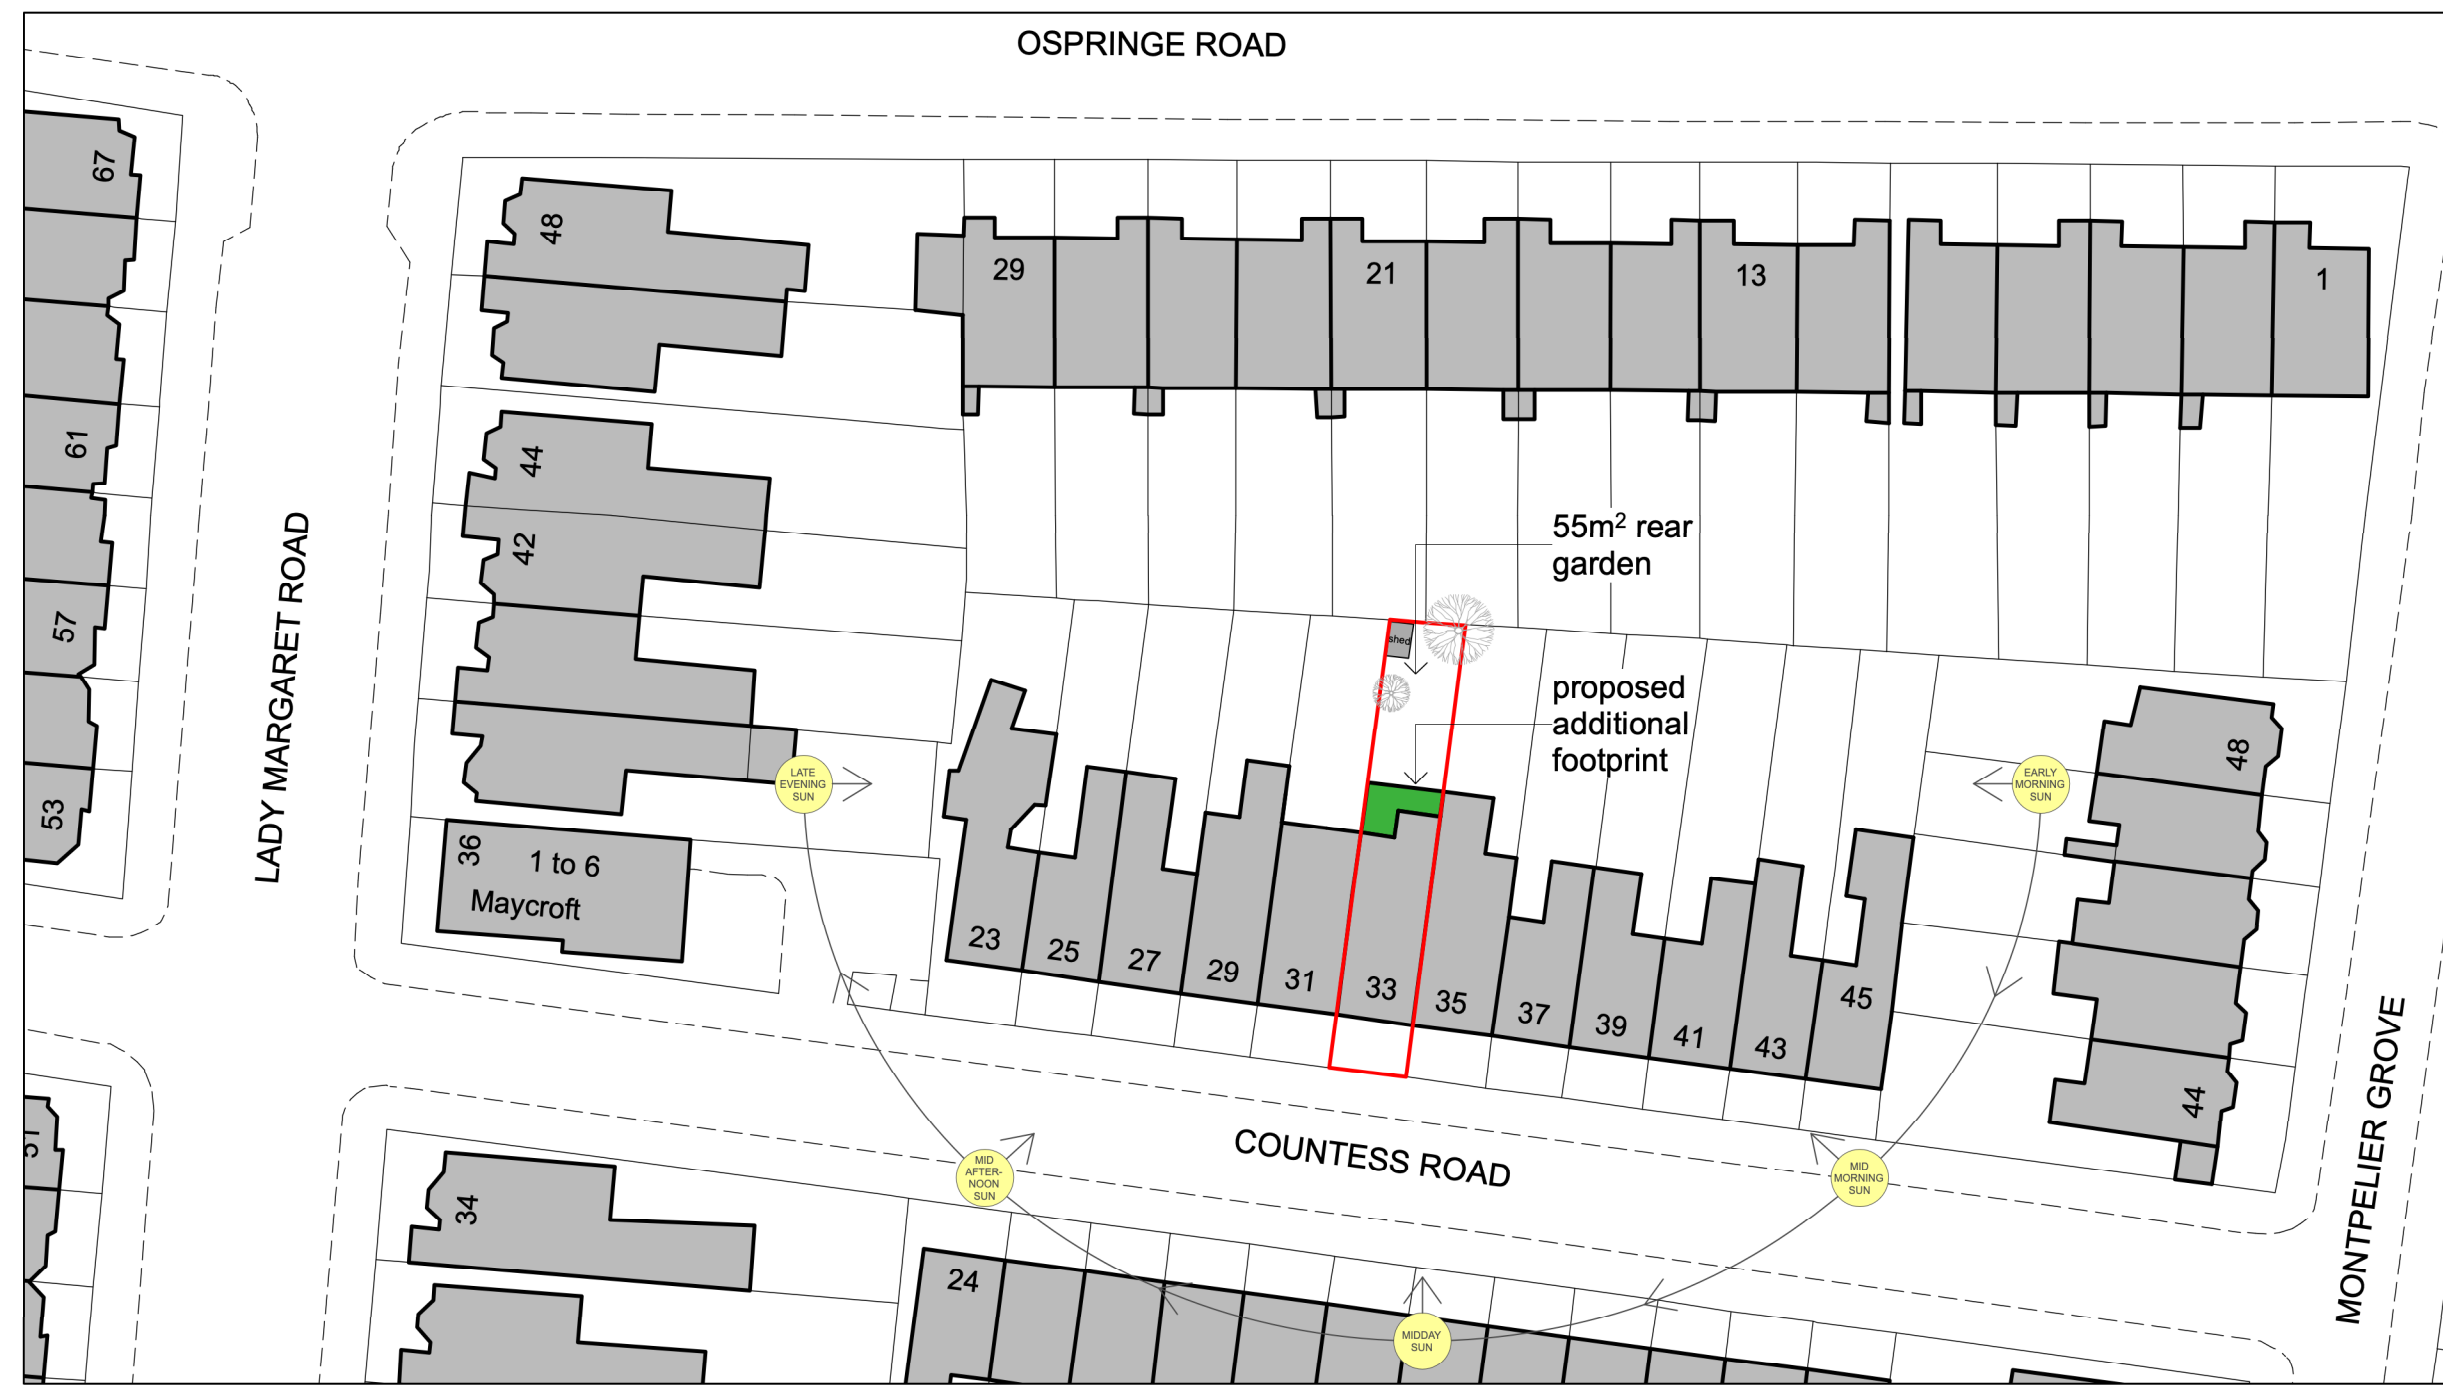 OSPRINGE ROAD
67
48
29
21
13
1
61
44
42
LADY MARGARET ROAD
55m² rear
garden
57
shed
proposed
additional
footprint
48
53
LATE
EVENING
SUN
EARLY
MORNING
SUN
36
1 to 6
Maycroft
23
25
27
29
31
33
35
37
39
41
43
45
44
MONTPELIER GROVE
51
COUNTESS ROAD
MID
AFTER-
NOON
SUN
MID
MORNING
SUN
34
24
MIDDAY
SUN